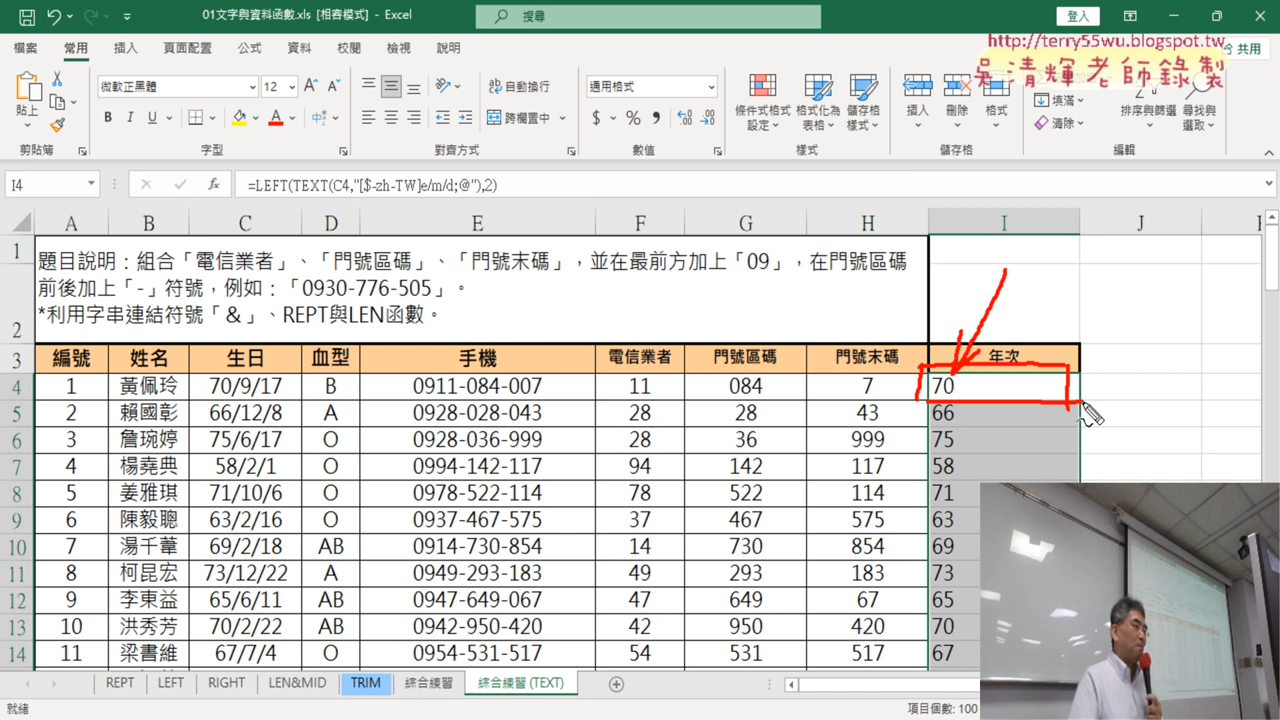 01文字與資料函數.xls [相容模式] - Excel
搜尋
登入
檔案 常用 插入 頁面配置 公式 資料 校閱 檢視 說明
http://terry55wu.blogspot.tw
共用
吳清輝老師錄製
貼上
微軟正黑體 12
自動換行
跨欄置中
通用格式
條件式格式設定
格式化為表格
儲存格樣式
插入 刪除 格式
填滿
清除
排序與篩選
尋找與選取
剪貼簿 字型 對齊方式 數值 樣式 儲存格 編輯
I4 =LEFT(TEXT(C4,"[$-zh-TW]e/m/d;@"),2)
A B C D E F G H I J
1 題目說明：組合「電信業者」、「門號區碼」、「門號末碼」，並在最前方加上「09」，在門號區碼
前後加上「-」符號，例如：「0930-776-505」。
2 *利用字串連結符號「&」、REPT與LEN函數。
3 編號 姓名 生日 血型 手機 電信業者 門號區碼 門號末碼 年次
4 1 黃佩玲 70/9/17 B 0911-084-007 11 084 7 70
5 2 賴國彰 66/12/8 A 0928-028-043 28 28 43 66
6 3 詹琬婷 75/6/17 O 0928-036-999 28 36 999 75
7 4 楊堯典 58/2/1 O 0994-142-117 94 142 117 58
8 5 姜雅琪 71/10/6 O 0978-522-114 78 522 114 71
9 6 陳毅聰 63/2/16 O 0937-467-575 37 467 575 63
10 7 湯千葦 69/2/18 AB 0914-730-854 14 730 854 69
11 8 柯昆宏 73/12/22 A 0949-293-183 49 293 183 73
12 9 李東益 65/6/11 AB 0947-649-067 47 649 67 65
13 10 洪秀芳 70/2/22 AB 0942-950-420 42 950 420 70
14 11 梁書維 67/7/4 O 0954-531-517 54 531 517 67
REPT LEFT RIGHT LEN&MID TRIM 綜合練習 綜合練習 (TEXT)
就緒 項目個數: 100